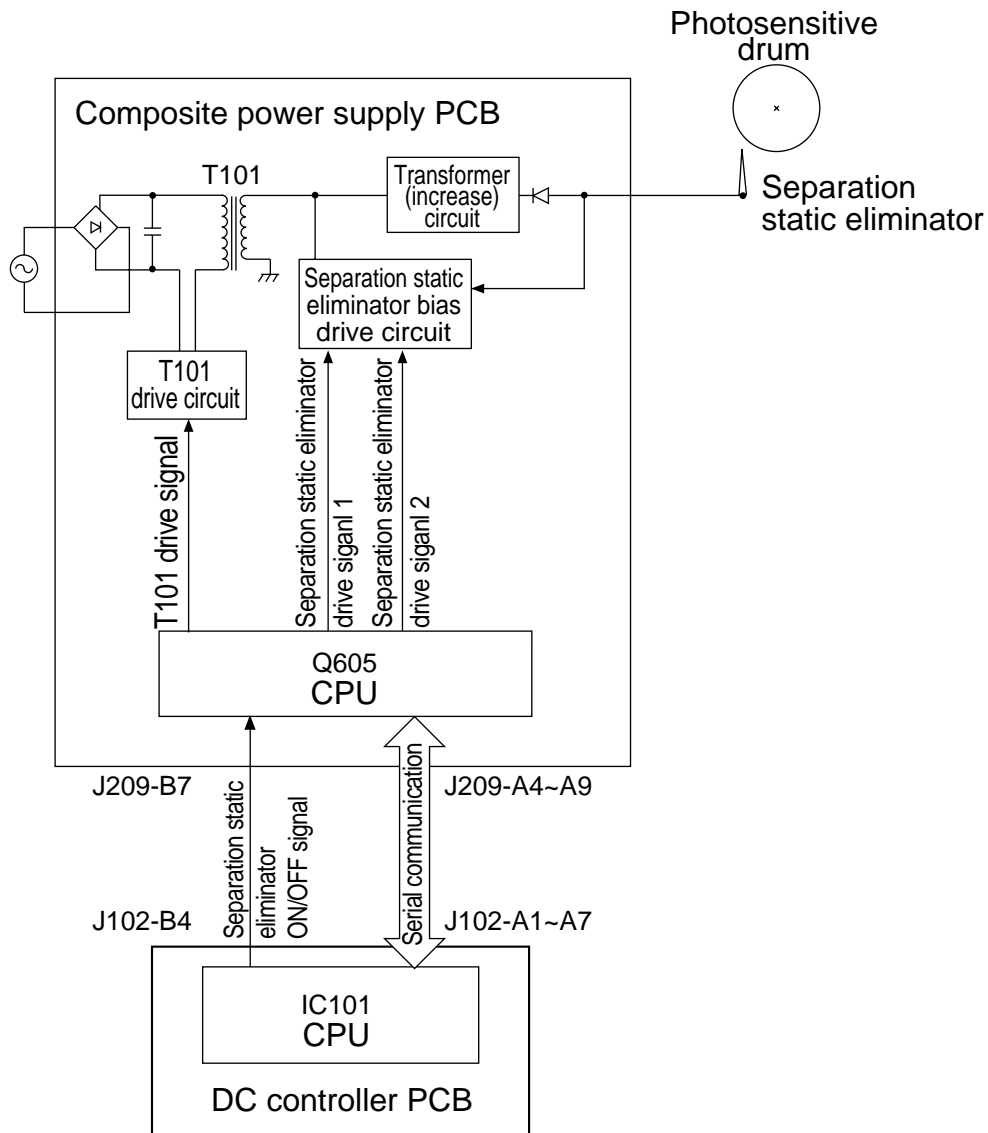 Photosensitive
drum
Composite power supply PCB
T101
Transformer
(increase)
circuit
Separation
static eliminator
Separation static
eliminator bias
drive circuit
T101
drive circuit
T101 drive signal
Separation static eliminator
drive siganl 1
Separation static eliminator
drive siganl 2
Q605
CPU
J209-B7
J209-A4~A9
Separation static
eliminator
ON/OFF signal
Serial communication
J102-B4
J102-A1~A7
IC101
CPU
DC controller PCB